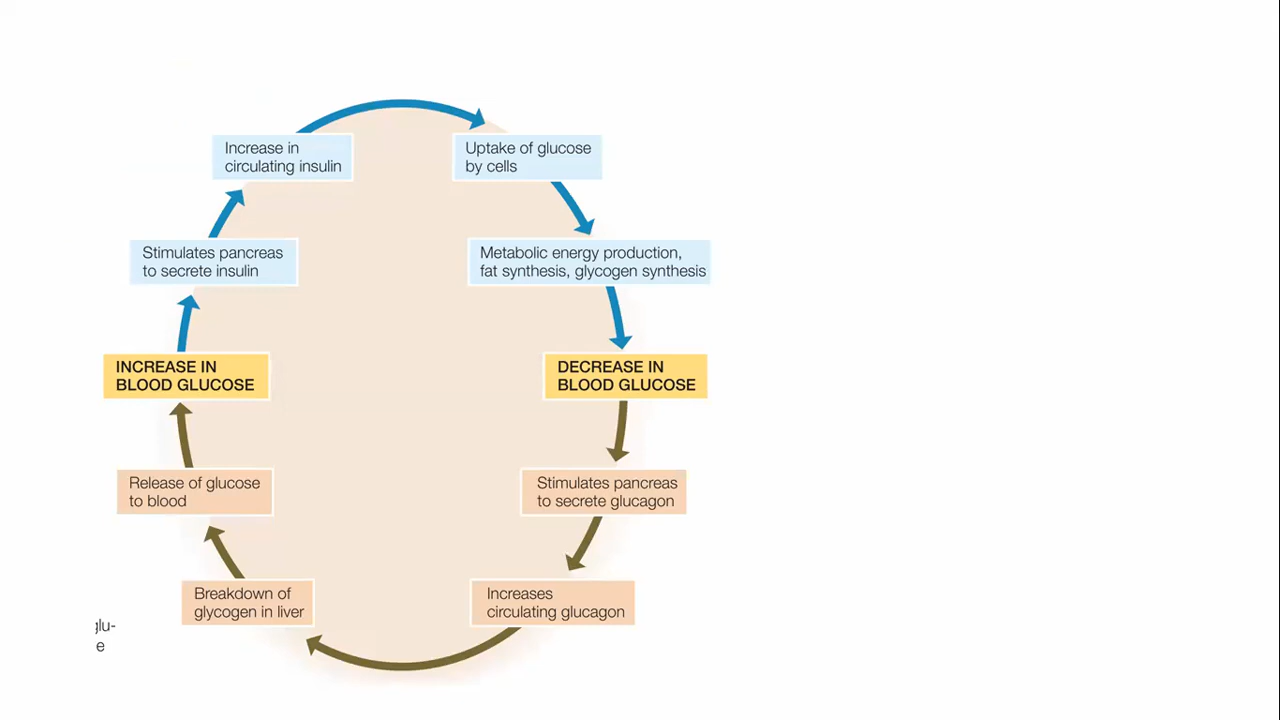 Increase in
circulating insulin
Uptake of glucose
by cells
Metabolic energy production,
fat synthesis, glycogen synthesis
DECREASE IN
BLOOD GLUCOSE
Stimulates pancreas
to secrete glucagon
Increases
circulating glucagon
Breakdown of
glycogen in liver
Release of glucose
to blood
INCREASE IN
BLOOD GLUCOSE
Stimulates pancreas
to secrete insulin
glu-
e